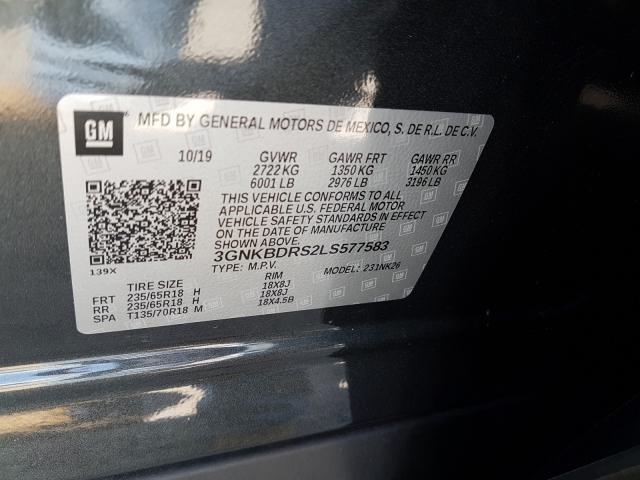 GM
MFD BY GENERAL MOTORS DE MEXICO, S. DE R.L. DE C.V.
10/19 GVWR GAWR FRT GAWR RR
2722 KG 1350 KG 1450 KG
6001 LB 2976 LB 3196 LB
THIS VEHICLE CONFORMS TO ALL
APPLICABLE U.S. FEDERAL MOTOR
VEHICLE SAFETY STANDARDS IN EFFECT
ON THE DATE OF MANUFACTURE
SHOWN ABOVE.
3GNKBDRS2LS577583
139X
TYPE: M.P.V. MODEL: 231NK26
TIRE SIZE RIM
FRT 235/65R18 H 18X8J
RR 235/65R18 H 18X8J
SPA T135/70R18 M 18X4.5B